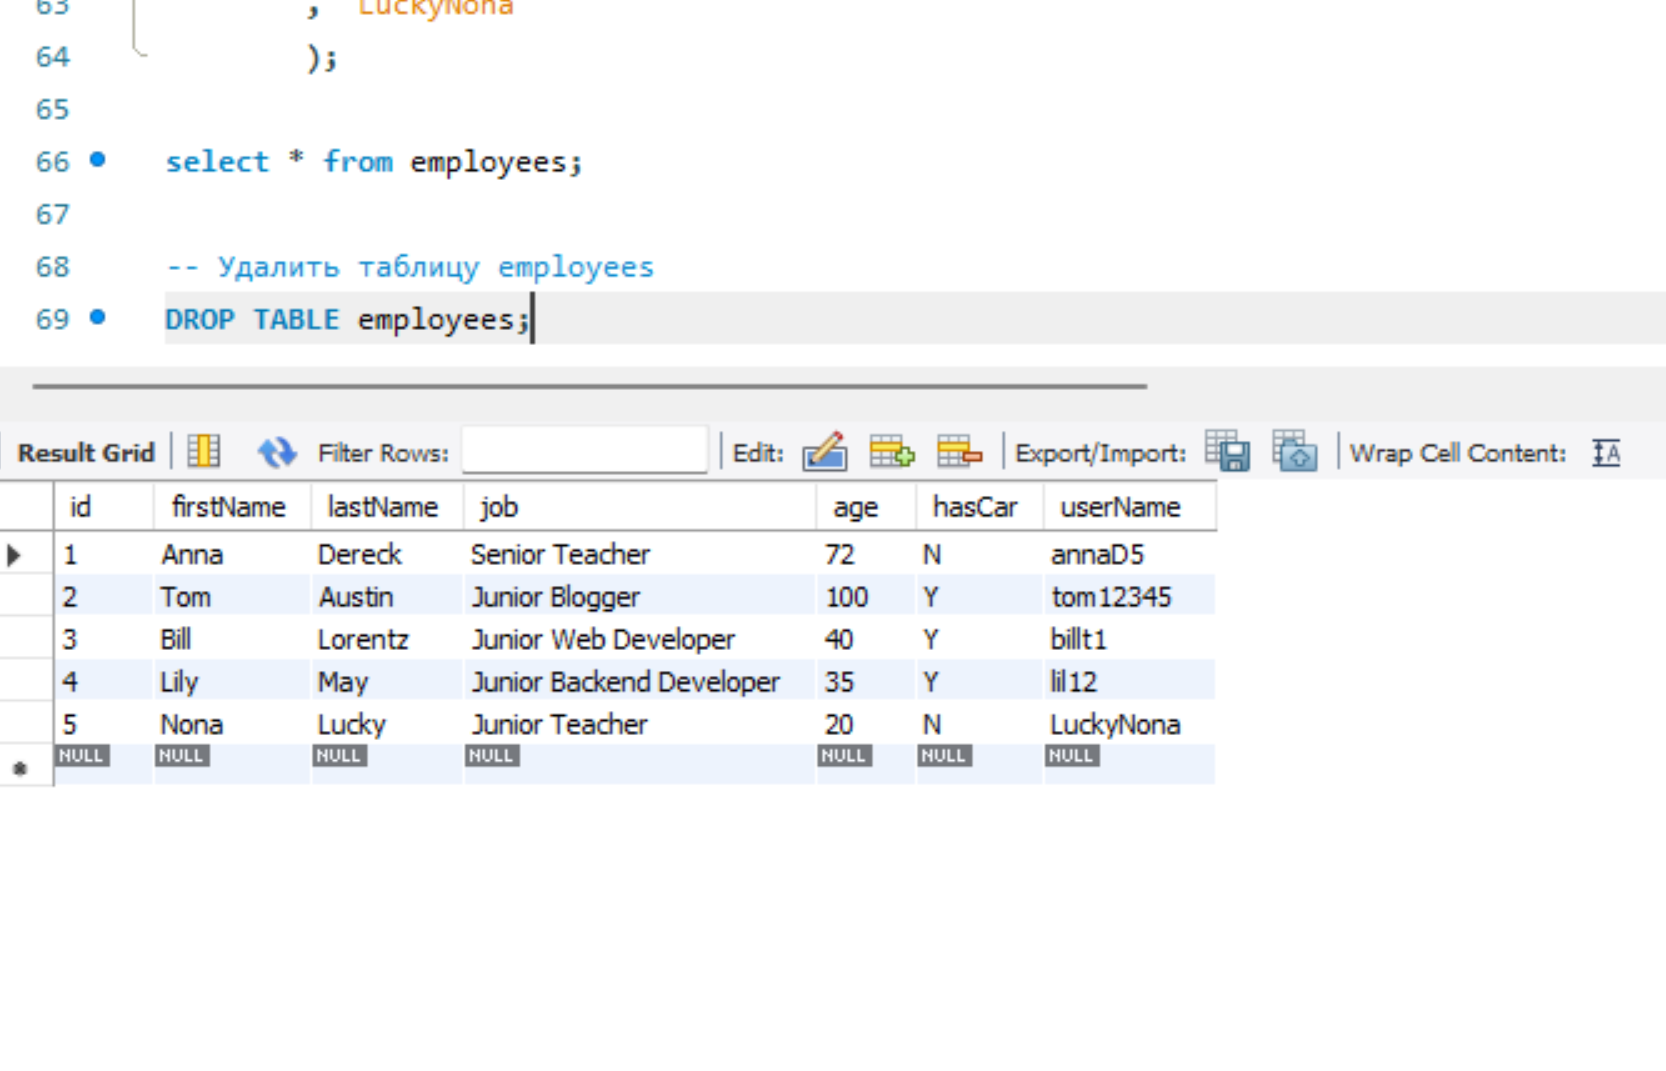 63 , LuckyNona
64 );
65
66 select * from employees;
67
68 -- Удалить таблицу employees
69 DROP TABLE employees;
Result Grid Filter Rows: Edit: Export/Import: Wrap Cell Content:
id firstName lastName job age hasCar userName
1 Anna Dereck Senior Teacher 72 N annaD5
2 Tom Austin Junior Blogger 100 Y tom12345
3 Bill Lorentz Junior Web Developer 40 Y billt1
4 Lily May Junior Backend Developer 35 Y lil12
5 Nona Lucky Junior Teacher 20 N LuckyNona
NULL NULL NULL NULL NULL NULL NULL